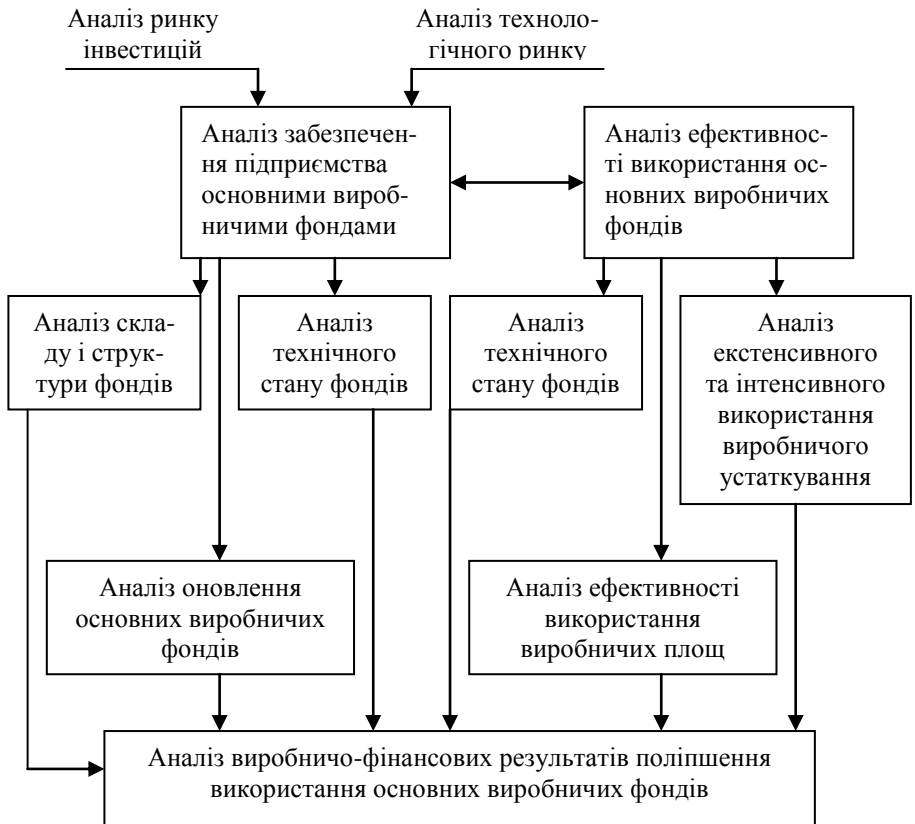 Аналіз ринку
інвестицій
Аналіз техноло-
гічного ринку
Аналіз забезпечен-
ня підприємства
основними вироб-
ничими фондами
Аналіз ефективнос-
ті використання ос-
новних виробничих
фондів
Аналіз скла-
ду і струк-
тури фондів
Аналіз
технічного
стану фондів
Аналіз
технічного
стану фондів
Аналіз
екстенсивного
та інтенсивного
використання
виробничого
устаткування
Аналіз оновлення
основних виробничих
фондів
Аналіз ефективності
використання
виробничих площ
Аналіз виробничо-фінансових результатів поліпшення
використання основних виробничих фондів